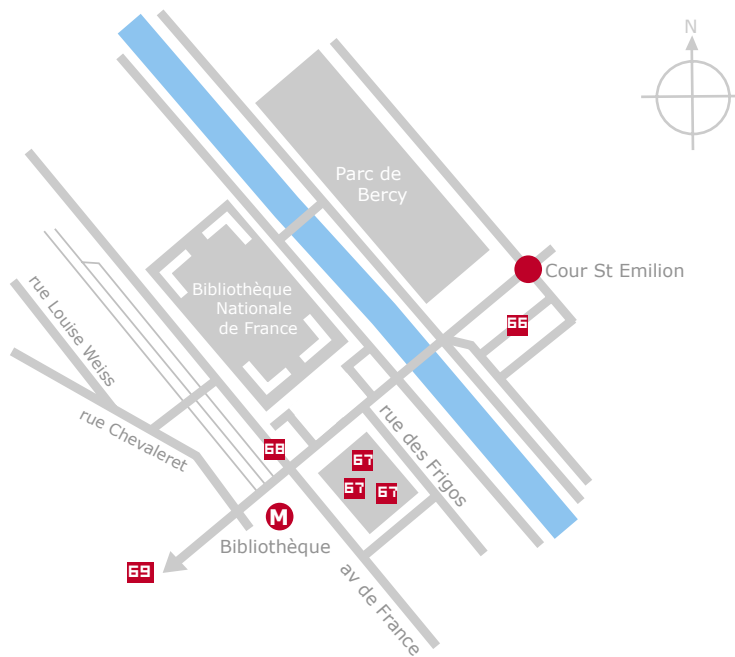 N
Parc de
Bercy
Cour St Emilion
Bibliothèque
Nationale
de France
rue Louise Weiss
66
rue Chevaleret
rue des Frigos
68
67
67
67
M
Bibliothèque
69
av de France